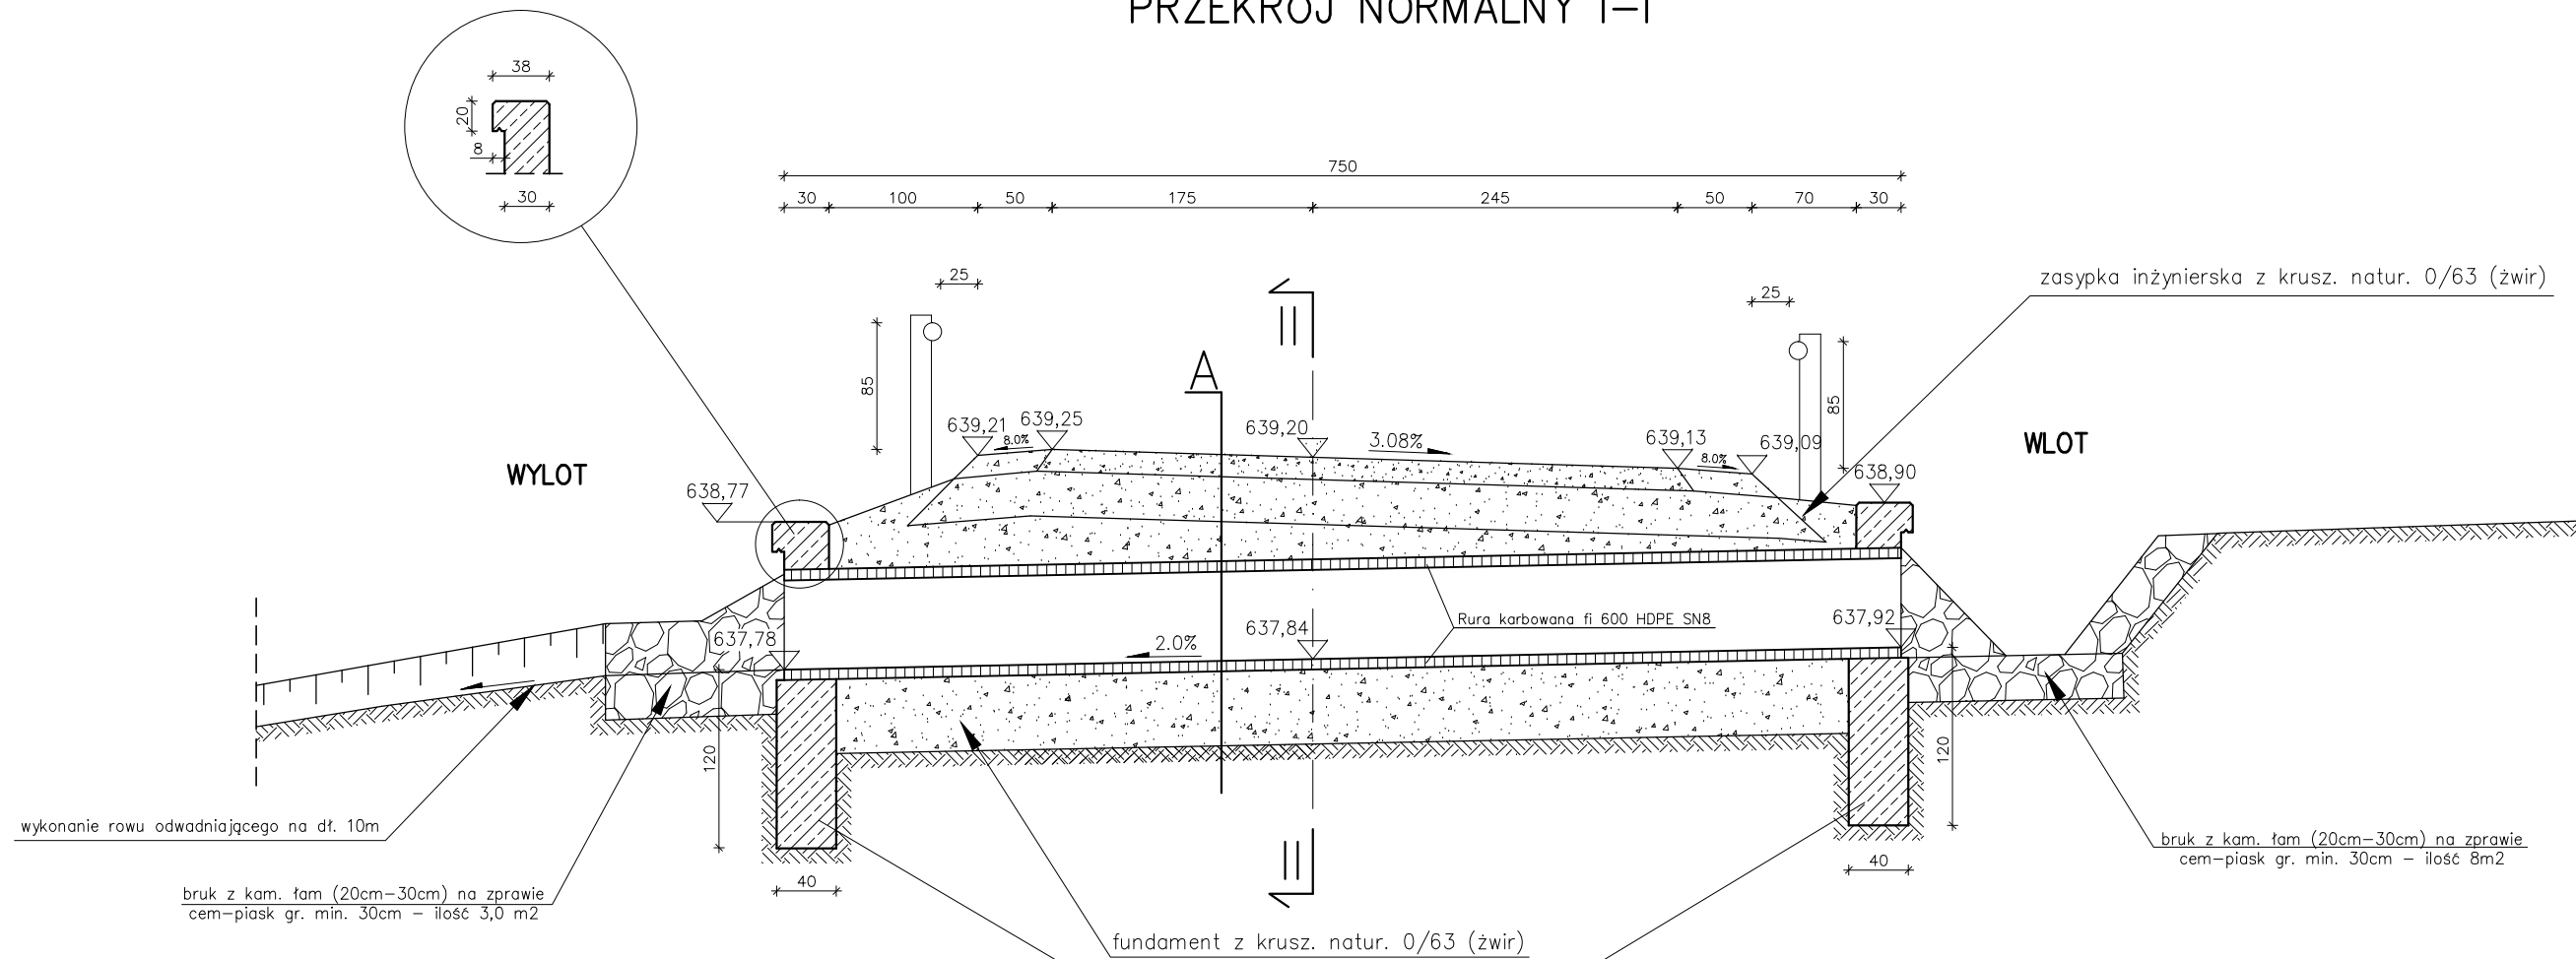 PRZEKRÓJ NORMALNY I-I
38
20
8
30
750
30 100 50 175 245 50 70 30
25
25
zasypka inżynierska z krusz. natur. 0/63 (żwir)
II
85
85
A
639,21
639,25
639,20
639,13
639,09
8.0%
3.08%
8.0%
WYLOT
WLOT
638,77
638,90
Rura karbowana fi 600 HDPE SN8
637,78
2.0%
637,84
637,92
120
120
wykonanie rowu odwadniającego na dł. 10m
bruk z kam. łam (20cm-30cm) na zprawie
cem-piask gr. min. 30cm - ilość 8m2
II
40
40
bruk z kam. łam (20cm-30cm) na zprawie
cem-piask gr. min. 30cm - ilość 3,0 m2
fundament z krusz. natur. 0/63 (żwir)